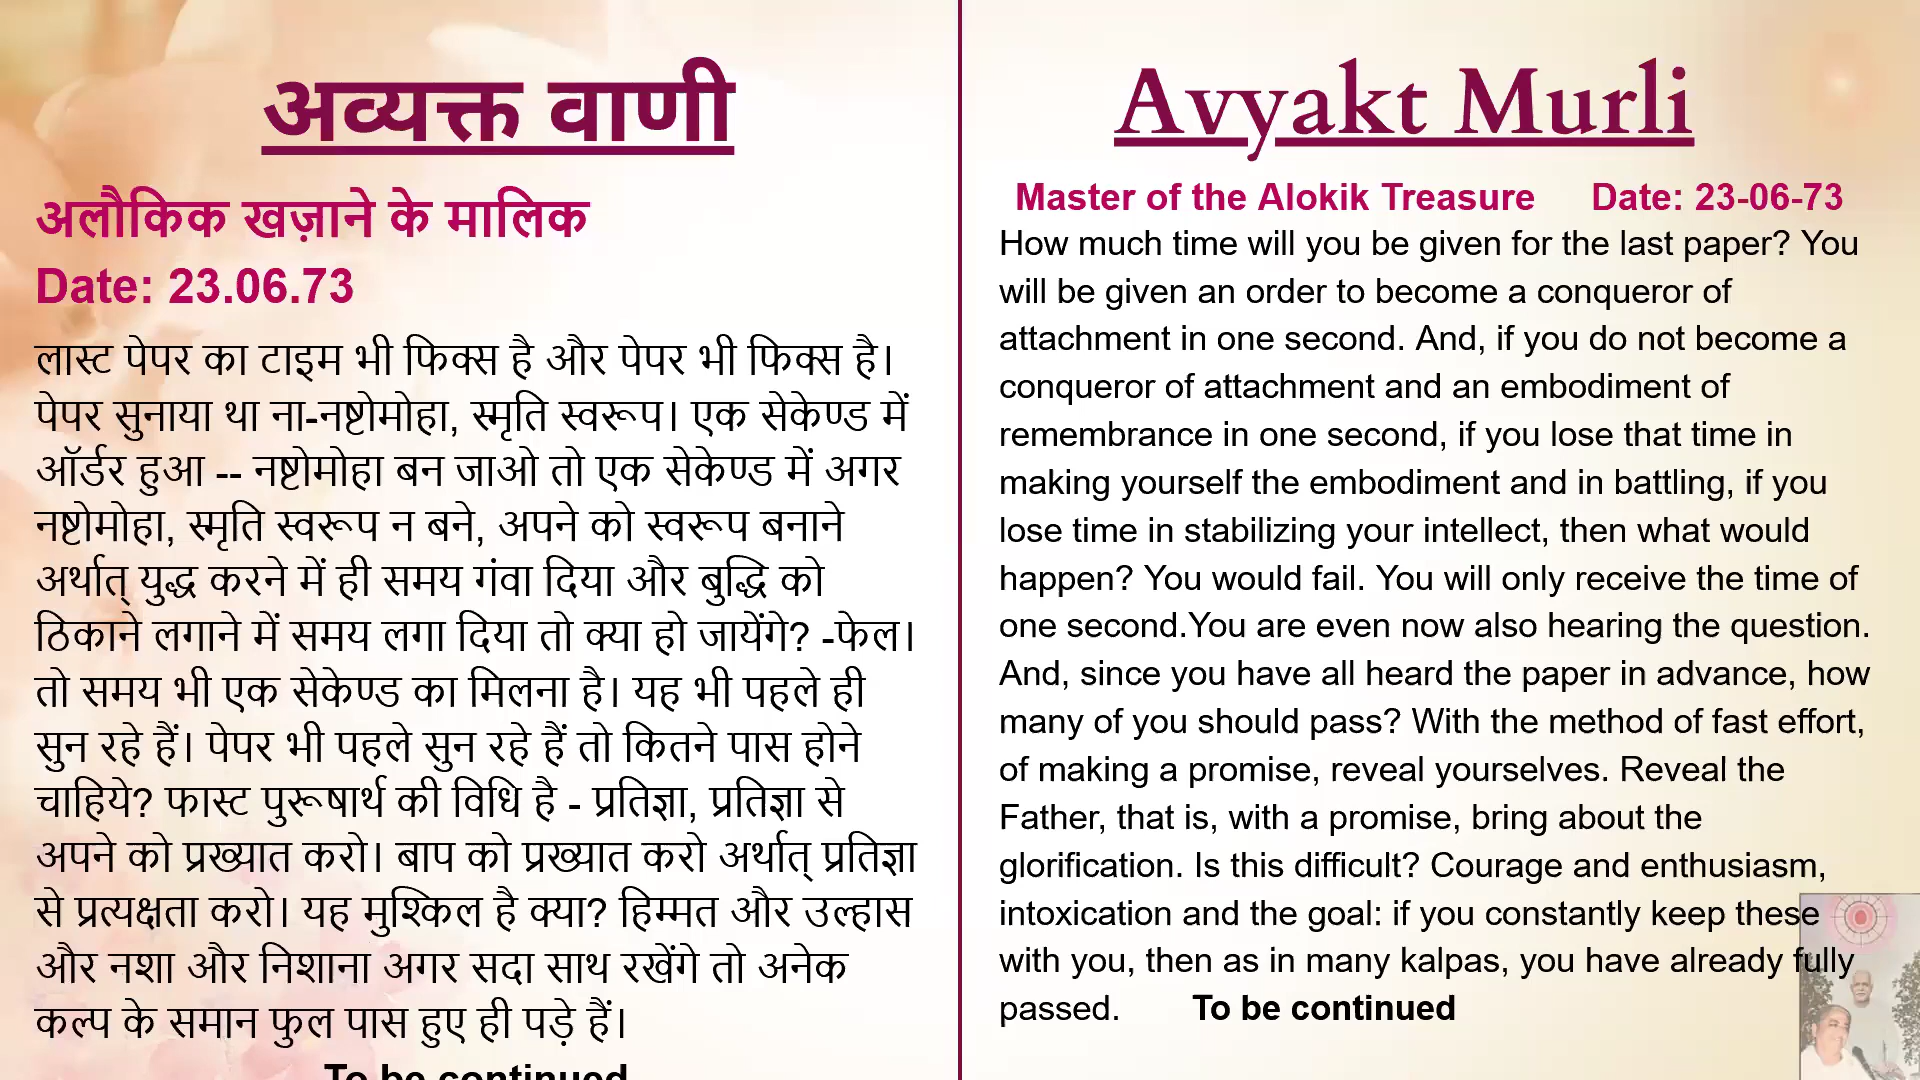 अव्यक्त वाणी
अलौकिक खज़ाने के मालिक
Date: 23.06.73
लास्ट पेपर का टाइम भी फिक्स है और पेपर भी फिक्स है।
पेपर सुनाया था ना-नष्टोमोहा, स्मृति स्वरूप। एक सेकेण्ड में
ऑर्डर हुआ -- नष्टोमोहा बन जाओ तो एक सेकेण्ड में अगर
नष्टोमोहा, स्मृति स्वरूप न बने, अपने को स्वरूप बनाने
अर्थात् युद्ध करने में ही समय गंवा दिया और बुद्धि को
ठिकाने लगाने में समय लगा दिया तो क्या हो जायेंगे? -फेल।
तो समय भी एक सेकेण्ड का मिलना है। यह भी पहले ही
सुन रहे हैं। पेपर भी पहले सुन रहे हैं तो कितने पास होने
चाहिये? फास्ट पुरूषार्थ की विधि है - प्रतिज्ञा, प्रतिज्ञा से
अपने को प्रख्यात करो। बाप को प्रख्यात करो अर्थात् प्रतिज्ञा
से प्रत्यक्षता करो। यह मुश्किल है क्या? हिम्मत और उल्हास
और नशा और निशाना अगर सदा साथ रखेंगे तो अनेक
कल्प के समान फुल पास हुए ही पड़े हैं।
To be continued
Avyakt Murli
Master of the Alokik Treasure Date: 23-06-73
How much time will you be given for the last paper? You
will be given an order to become a conqueror of
attachment in one second. And, if you do not become a
conqueror of attachment and an embodiment of
remembrance in one second, if you lose that time in
making yourself the embodiment and in battling, if you
lose time in stabilizing your intellect, then what would
happen? You would fail. You will only receive the time of
one second.You are even now also hearing the question.
And, since you have all heard the paper in advance, how
many of you should pass? With the method of fast effort,
of making a promise, reveal yourselves. Reveal the
Father, that is, with a promise, bring about the
glorification. Is this difficult? Courage and enthusiasm,
intoxication and the goal: if you constantly keep these
with you, then as in many kalpas, you have already fully
passed. To be continued